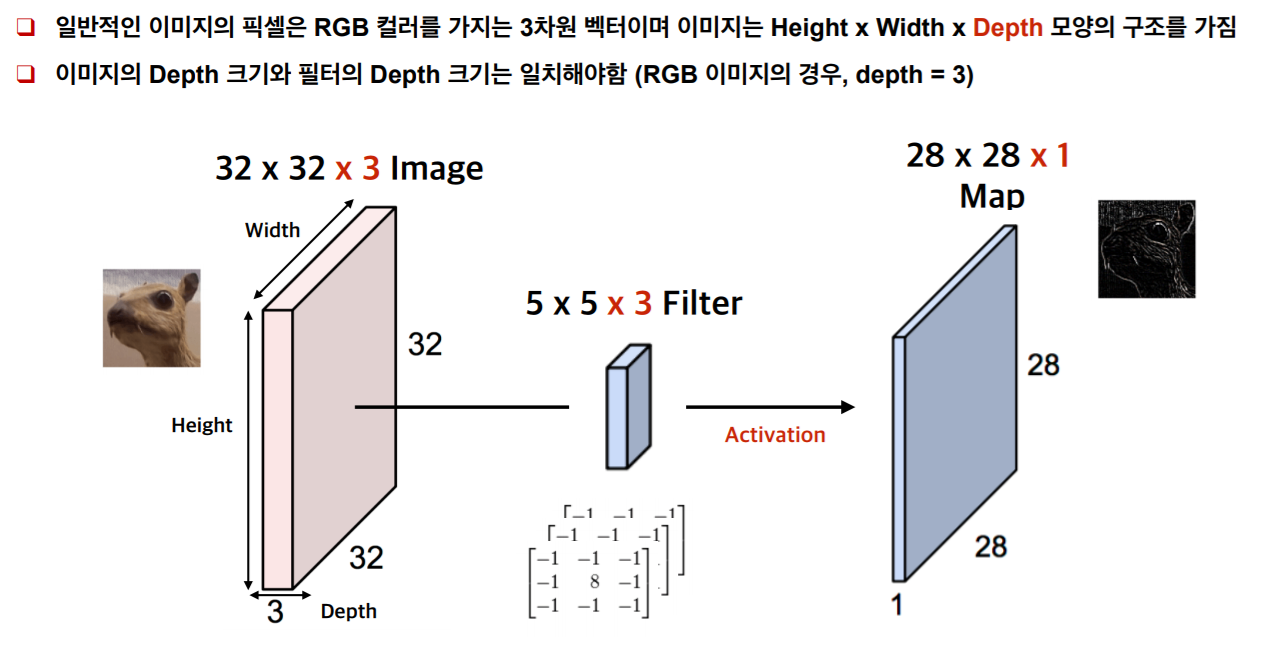 일반적인 이미지의 픽셀은 RGB 컬러를 가지는 3차원 벡터이며 이미지는 Height x Width x Depth 모양의 구조를 가짐
이미지의 Depth 크기와 필터의 Depth 크기는 일치해야함 (RGB 이미지의 경우, depth = 3)
32 x 32 x 3 Image
28 x 28 x 1
Map
Width
5 x 5 x 3 Filter
32
28
Height
Activation
−1 −1 −1
−1 −1 −1
−1 −1 −1
−1 8 −1
−1 −1 −1
32
28
3
Depth
1